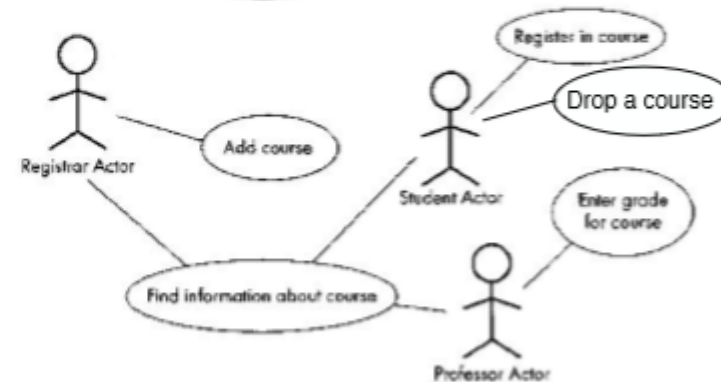 Register in course
Drop a course
Add course
Registrar Actor
Student Actor
Enter grade
for course
Find information about course
Professor Actor